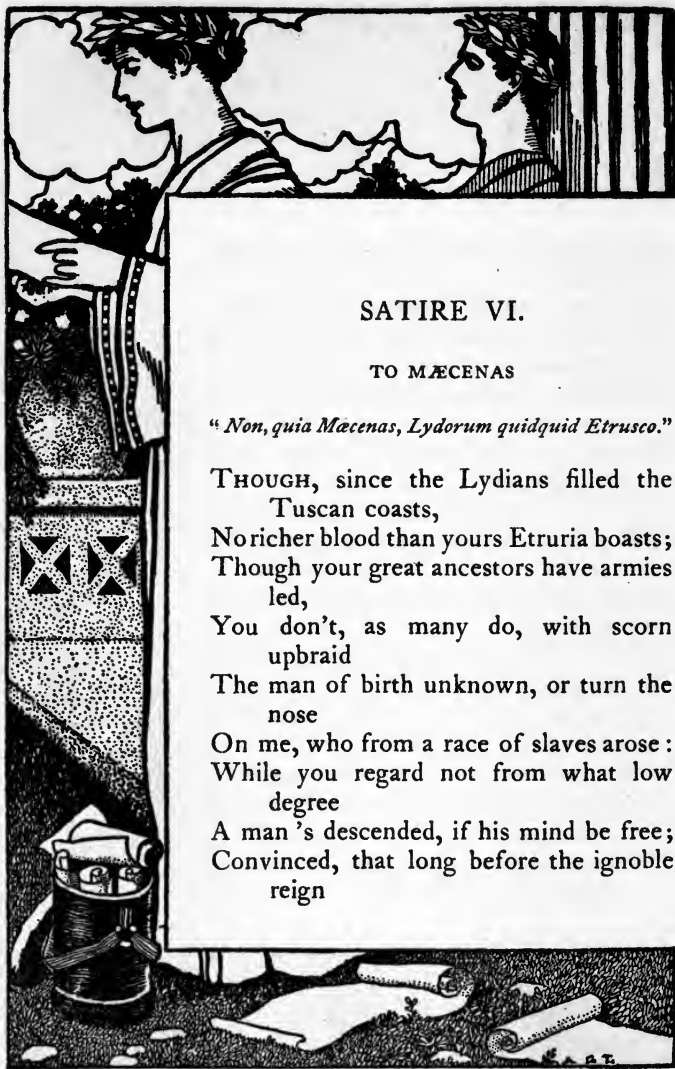 SATIRE VI.
TO MÆCENAS
"Non, quia Mæcenas, Lydorum quidquid Etrusco."
THOUGH, since the Lydians filled the
Tuscan coasts,
No richer blood than yours Etruria boasts;
Though your great ancestors have armies
led,
You don't, as many do, with scorn
upbraid
The man of birth unknown, or turn the
nose
On me, who from a race of slaves arose :
While you regard not from what low
degree
A man 's descended, if his mind be free;
Convinced, that long before the ignoble
reign